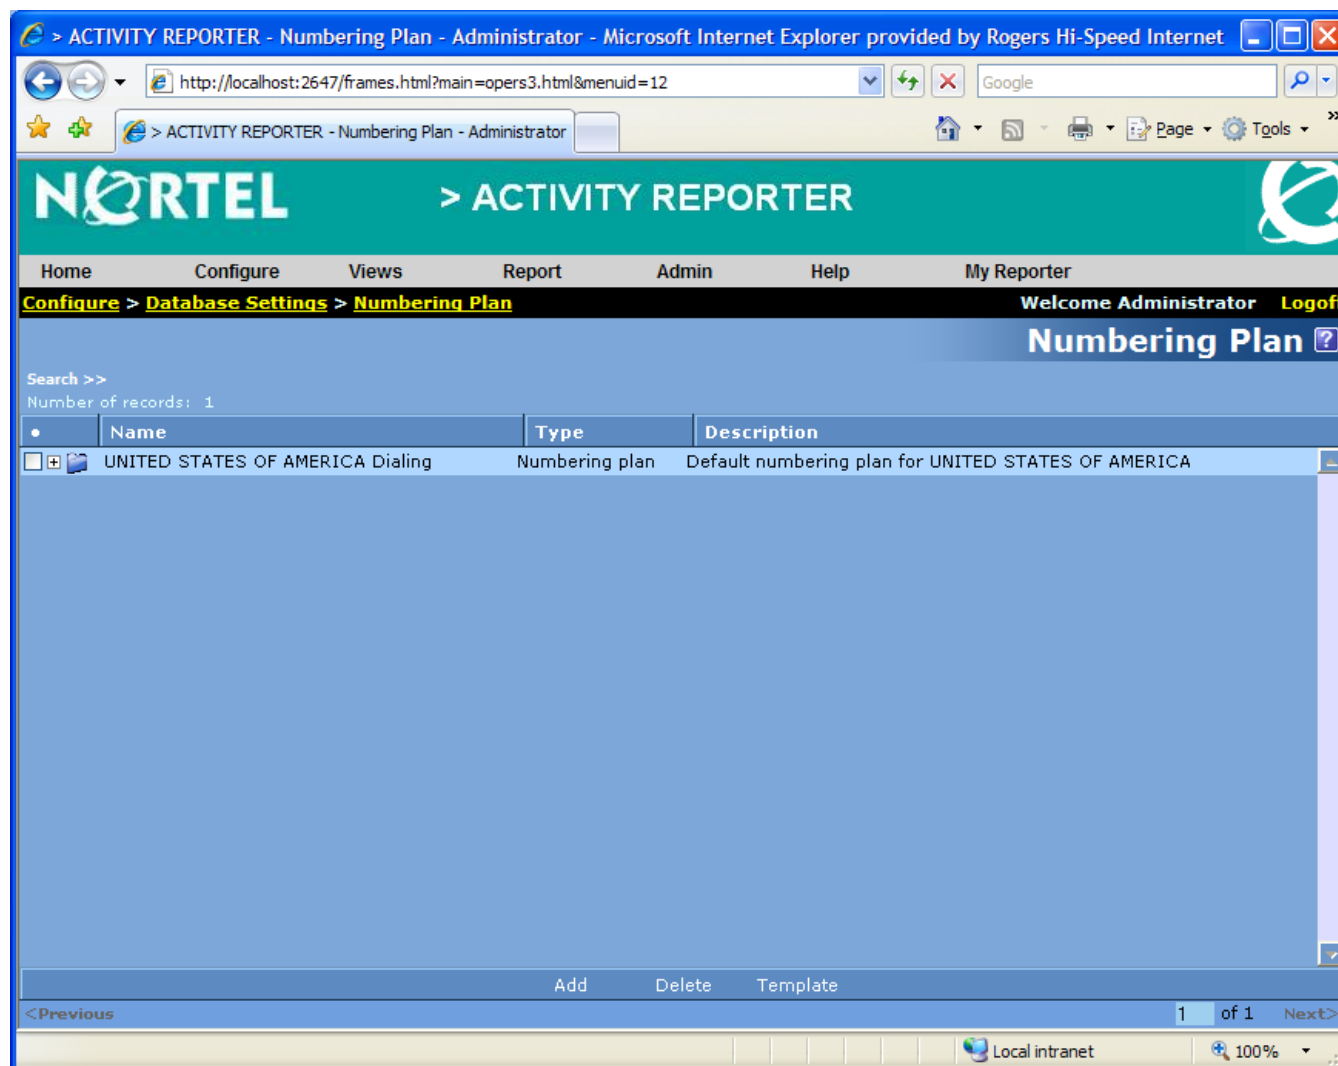 > ACTIVITY REPORTER - Numbering Plan - Administrator - Microsoft Internet Explorer provided by Rogers Hi-Speed Internet
http://localhost:2647/frames.html?main=opers3.html&menuid=12 Google
> ACTIVITY REPORTER - Numbering Plan - Administrator Page Tools »
NORTEL > ACTIVITY REPORTER
Home Configure Views Report Admin Help My Reporter
Configure > Database Settings > Numbering Plan Welcome Administrator Logoff
Numbering Plan ?
Search >>
Number of records: 1
Name Type Description
UNITED STATES OF AMERICA Dialing Numbering plan Default numbering plan for UNITED STATES OF AMERICA
Add Delete Template
<Previous 1 of 1 Next>
Local intranet 100%